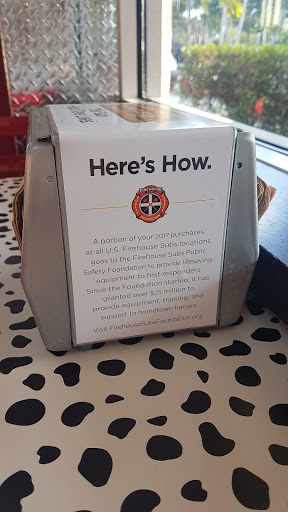 Here's How.
A portion of your 2017 purchases
at all U.S. Firehouse Subs locations
goes to the Firehouse Subs Public
Safety Foundation to provide lifesaving
equipment to first responders.
Since the Foundation started, it has
granted over $25 million to
provide equipment, training, and
support to hometown heroes.
Visit FirehouseSubsFoundation.org